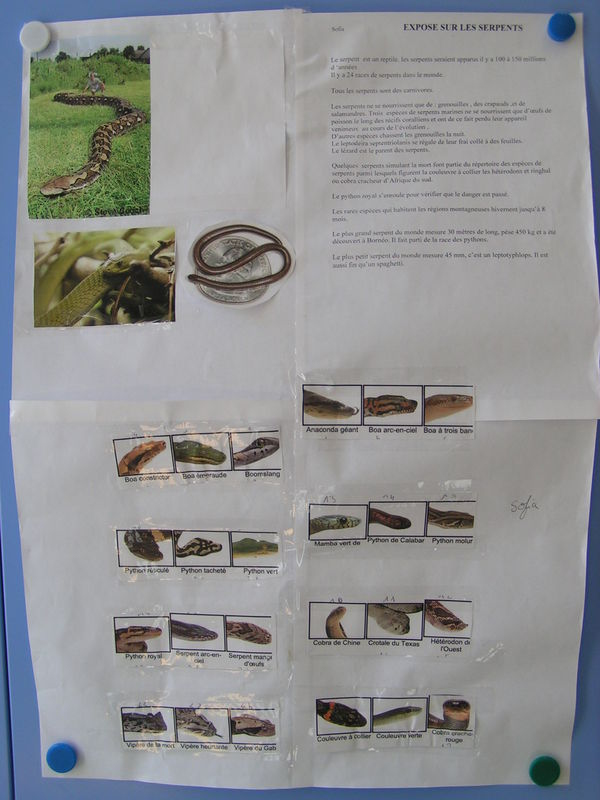 Sofia
EXPOSE SUR LES SERPENTS
Le serpent est un reptile. les serpents seraient apparus il y a 100 à 150 millions
d'années
Il y a 24 races de serpents dans le monde.
Tous les serpents sont des carnivores.
Les serpents ne se nourrissent que de : grenouilles , des crapauds ,et de
salamandres. Trois espèces de serpents marines ne se nourrissent que d'œufs de
poisson le long des récifs coralliens et ont de ce fait perdu leur appareil
venimeux au cours de l'évolution .
D'autres espèces chassent les grenouilles la nuit.
Le leptodeira septentriolanis se régale de leur frai collé à des feuilles.
Le lézard est le parent des serpents.
Quelques serpents simulant la mort font partie du répertoire des espèces de
serpents parmi lesquels figurent la couleuvre à collier les hétérodons et ringhal
ou cobra cracheur d'Afrique du sud.
Le python royal s'enroule pour vérifier que le danger est passé.
Les rares espèces qui habitent les régions montagneuses hivernent jusqu'à 8
mois.
Le plus grand serpent du monde mesure 30 mètres de long, pèse 450 kg et a été
découvert à Bornéo. Il fait parti de la race des pythons.
Le plus petit serpent du monde mesure 45 mm, c'est un leptotyphlops. Il est
aussi fin qu'un spaghetti.
Anaconda géant Boa arc-en-ciel Boa à trois ban
Boa constrictor Boa émeraude Boomslang
Mamba vert de Python de Calabar Python molur
Sofia
Python réticulé Python tacheté Python vert
Cobra de Chine Crotale du Texas Hétérodon de
l'Ouest
Python royal Serpent arc-en-
ciel Serpent mange
d'œufs
Couleuvre à collier Couleuvre verte Cobra crache
rouge
Vipère de la mort Vipère heurtante Vipère du Gab